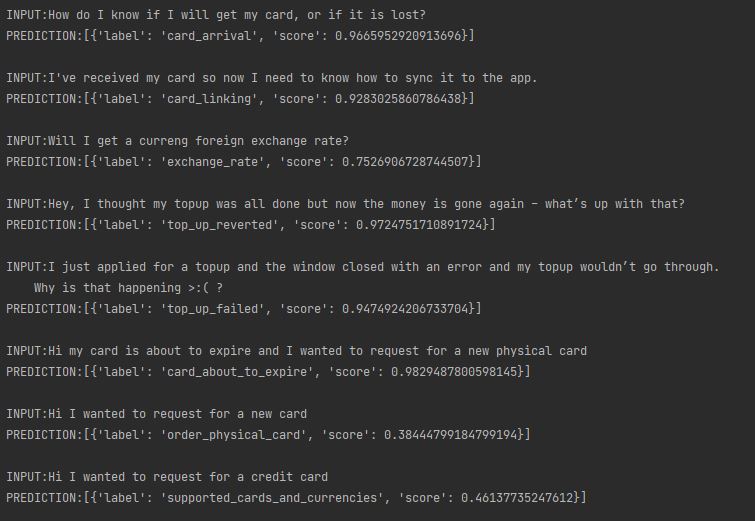 INPUT:How do I know if I will get my card, or if it is lost?
PREDICTION:[{'label': 'card_arrival', 'score': 0.9665952920913696}]
INPUT:I've received my card so now I need to know how to sync it to the app.
PREDICTION:[{'label': 'card_linking', 'score': 0.9283025860786438}]
INPUT:Will I get a curreng foreign exchange rate?
PREDICTION:[{'label': 'exchange_rate', 'score': 0.7526906728744507}]
INPUT:Hey, I thought my topup was all done but now the money is gone again – what’s up with that?
PREDICTION:[{'label': 'top_up_reverted', 'score': 0.9724751710891724}]
INPUT:I just applied for a topup and the window closed with an error and my topup wouldn’t go through.
Why is that happening >:( ?
PREDICTION:[{'label': 'top_up_failed', 'score': 0.9474924206733704}]
INPUT:Hi my card is about to expire and I wanted to request for a new physical card
PREDICTION:[{'label': 'card_about_to_expire', 'score': 0.9829487800598145}]
INPUT:Hi I wanted to request for a new card
PREDICTION:[{'label': 'order_physical_card', 'score': 0.38444799184799194}]
INPUT:Hi I wanted to request for a credit card
PREDICTION:[{'label': 'supported_cards_and_currencies', 'score': 0.46137735247612}]